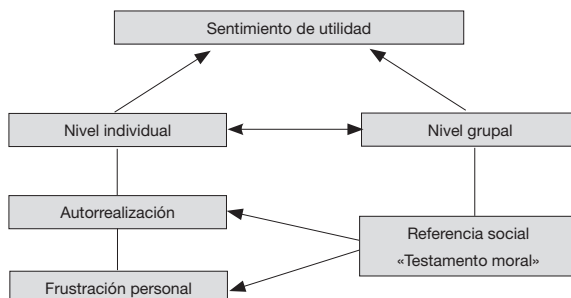 Sentimiento de utilidad
Nivel individual
Nivel grupal
Autorrealización
Referencia social
«Testamento moral»
Frustración personal